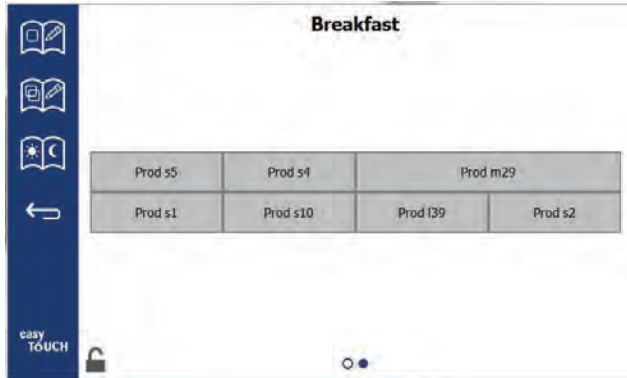 Breakfast
Prod s5 Prod s4 Prod m29
Prod s1 Prod s10 Prod l39 Prod s2
easy
TOUCH